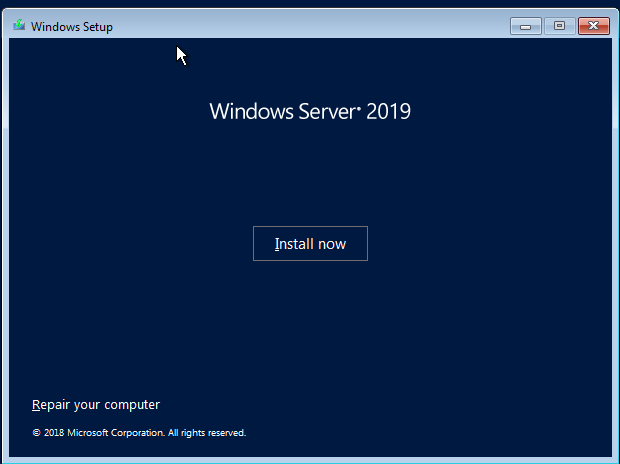 Windows Setup
Windows Server® 2019
Install now
Repair your computer
© 2018 Microsoft Corporation. All rights reserved.